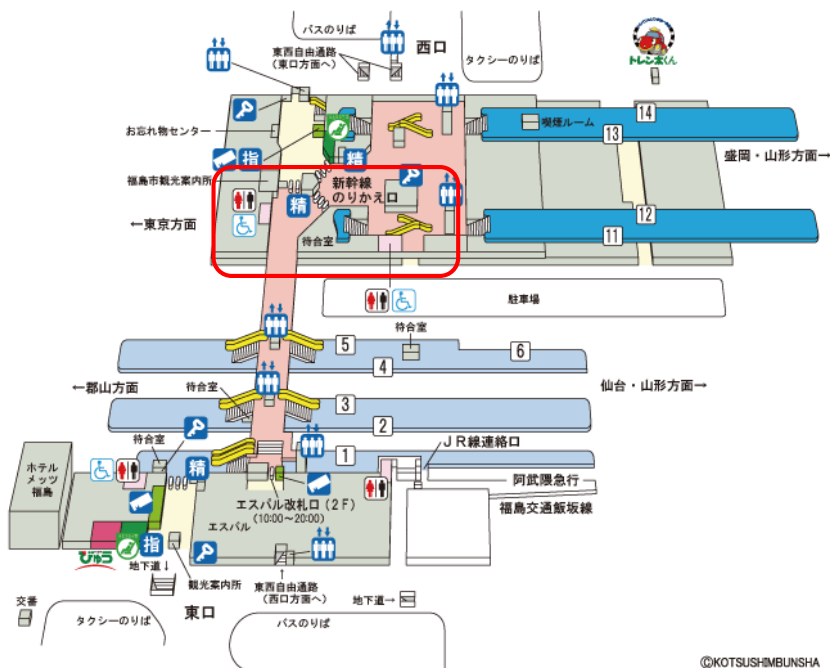 バスのりば
西口
東西自由通路
(東口方面へ)
タクシーのりば
トレン太くん
お忘れ物センター
喫煙ルーム
14
13
指
精
盛岡・山形方面→
福島市観光案内所
新幹線
のりかえ口
精
←東京方面
待合室
12
11
駐車場
待合室
5
6
4
←郡山方面
待合室
仙台・山形方面→
3
2
待合室
1
JR線連絡口
ホテル
メッツ
福島
精
阿武隈急行
エスパル改札口(2F)
(10:00~20:00)
福島交通飯坂線
エスパル
びゅう
指
地下道↓
観光案内所
東西自由通路
(西口方面へ)
地下道→
交番
東口
タクシーのりば
バスのりば
©KOTSUSHIMBUNSHA